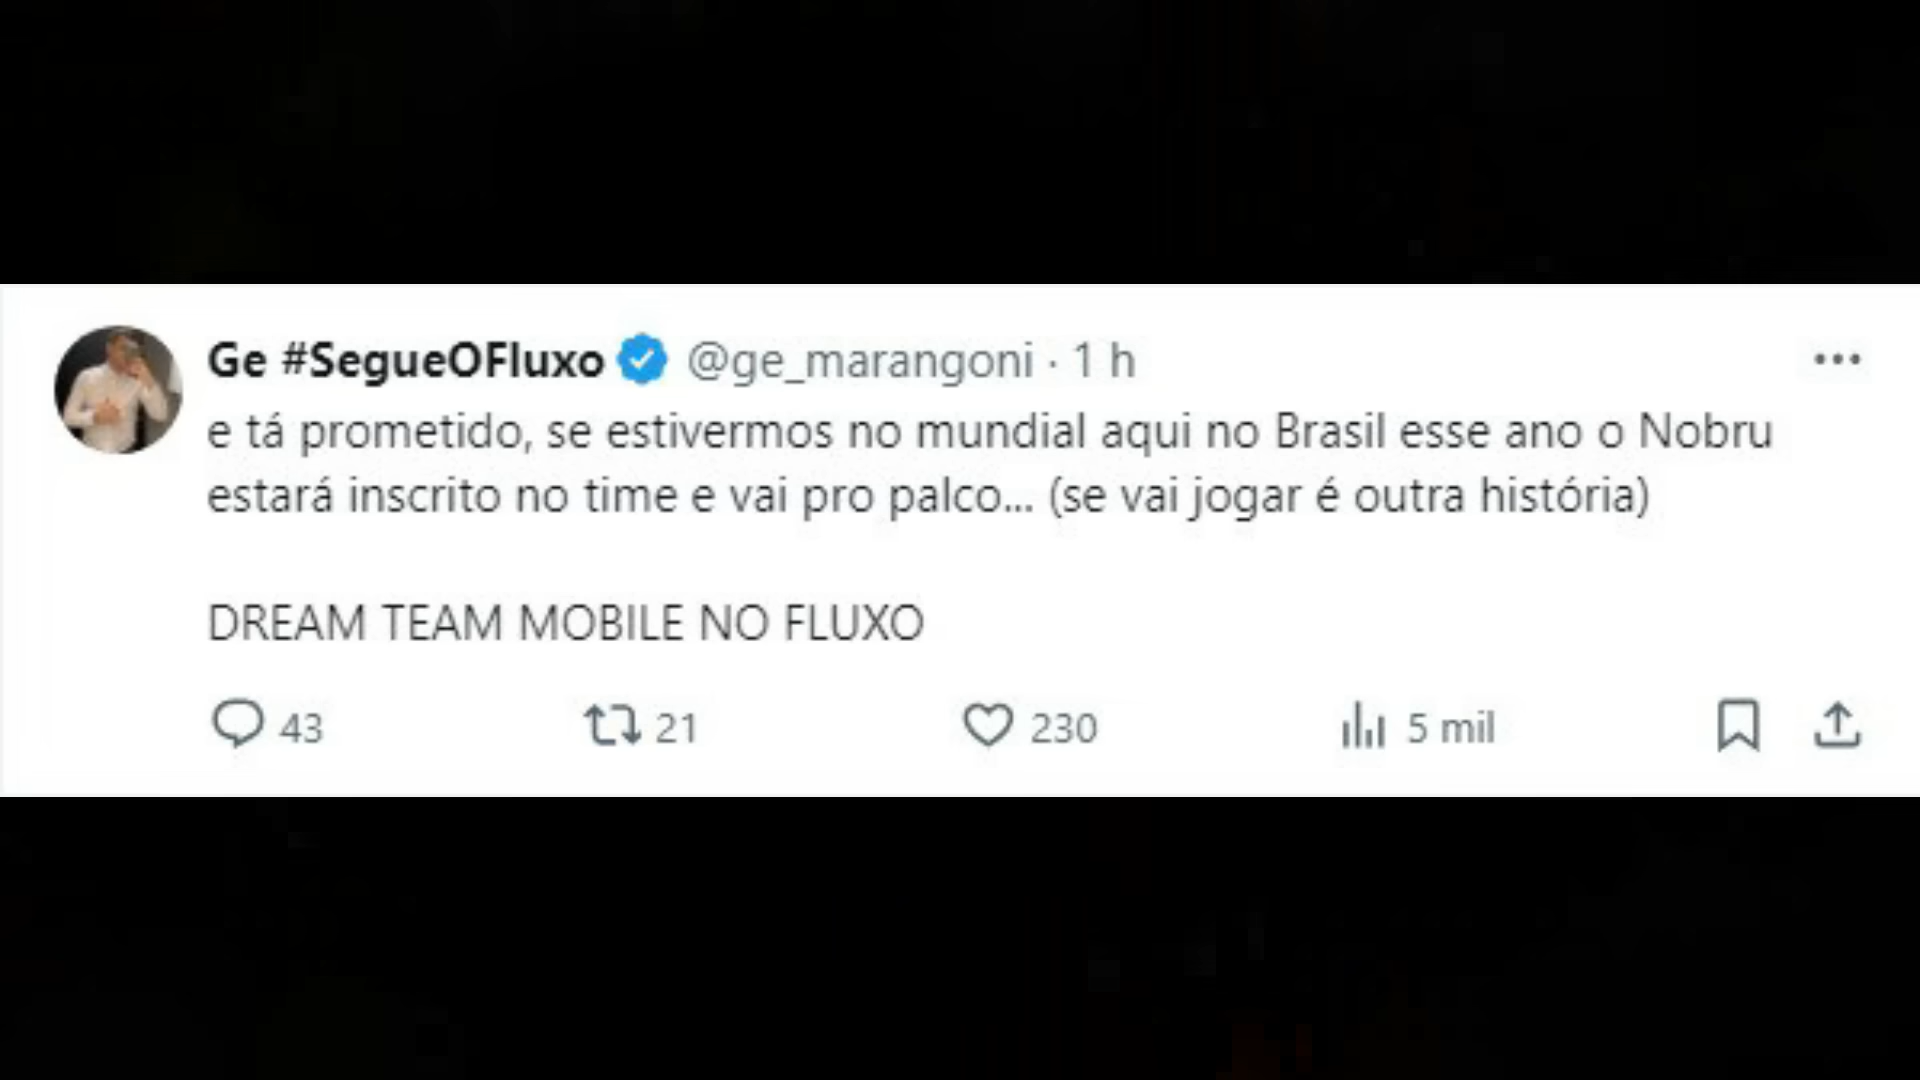 Ge #SegueOFluxo @ge_marangoni · 1 h
e tá prometido, se estivermos no mundial aqui no Brasil esse ano o Nobru
estará inscrito no time e vai pro palco... (se vai jogar é outra história)
DREAM TEAM MOBILE NO FLUXO
43 21 230 5 mil